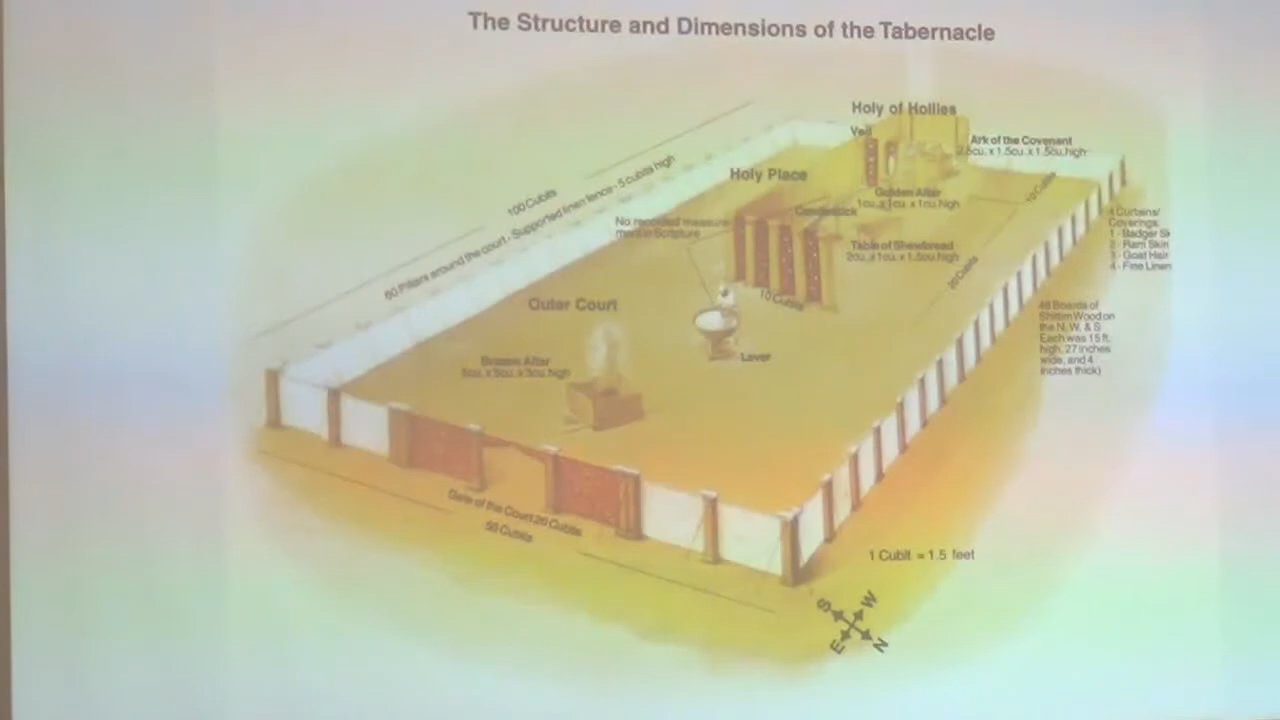 The Structure and Dimensions of the Tabernacle
Holy of Hollies
Veil
Ark of the Covenant
2.5cu. x 1.5cu. x 1.5cu. high
Holy Place
Golden Altar
1cu. x 1cu. x 1cu. high
10 Cubits
100 Cubits
60 Pillars around the court - Supported linen fence - 5 cubits high
No recorded measure-
ment in Scripture
Candlestick
4 Curtains/
Coverings:
1 - Badger Sk
2 - Ram Skin
3 - Goat Hair
4 - Fine Linen
Table of Shewbread
2cu. x 1cu. x 1.5cu. high
20 Cubits
10 Cubits
Outer Court
48 Boards of
Shittim Wood on
the N, W, & S
Each was 15 ft.
high, 27 inches
wide, and 4
inches thick)
Laver
Brazen Altar
5cu. x 5cu. x 3cu. high
Gate of the Court 20 Cubits
50 Cubits
1 Cubit = 1.5 feet
S W
E N